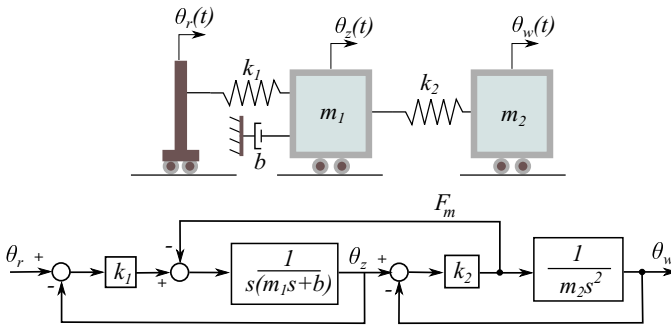 θr(t)
θz(t)
θw(t)
k1
k2
m1
m2
b
Fm
θr
+
-
k1
-
+
1
s(m1s+b)
θz
+
-
k2
1
m2s²
θw